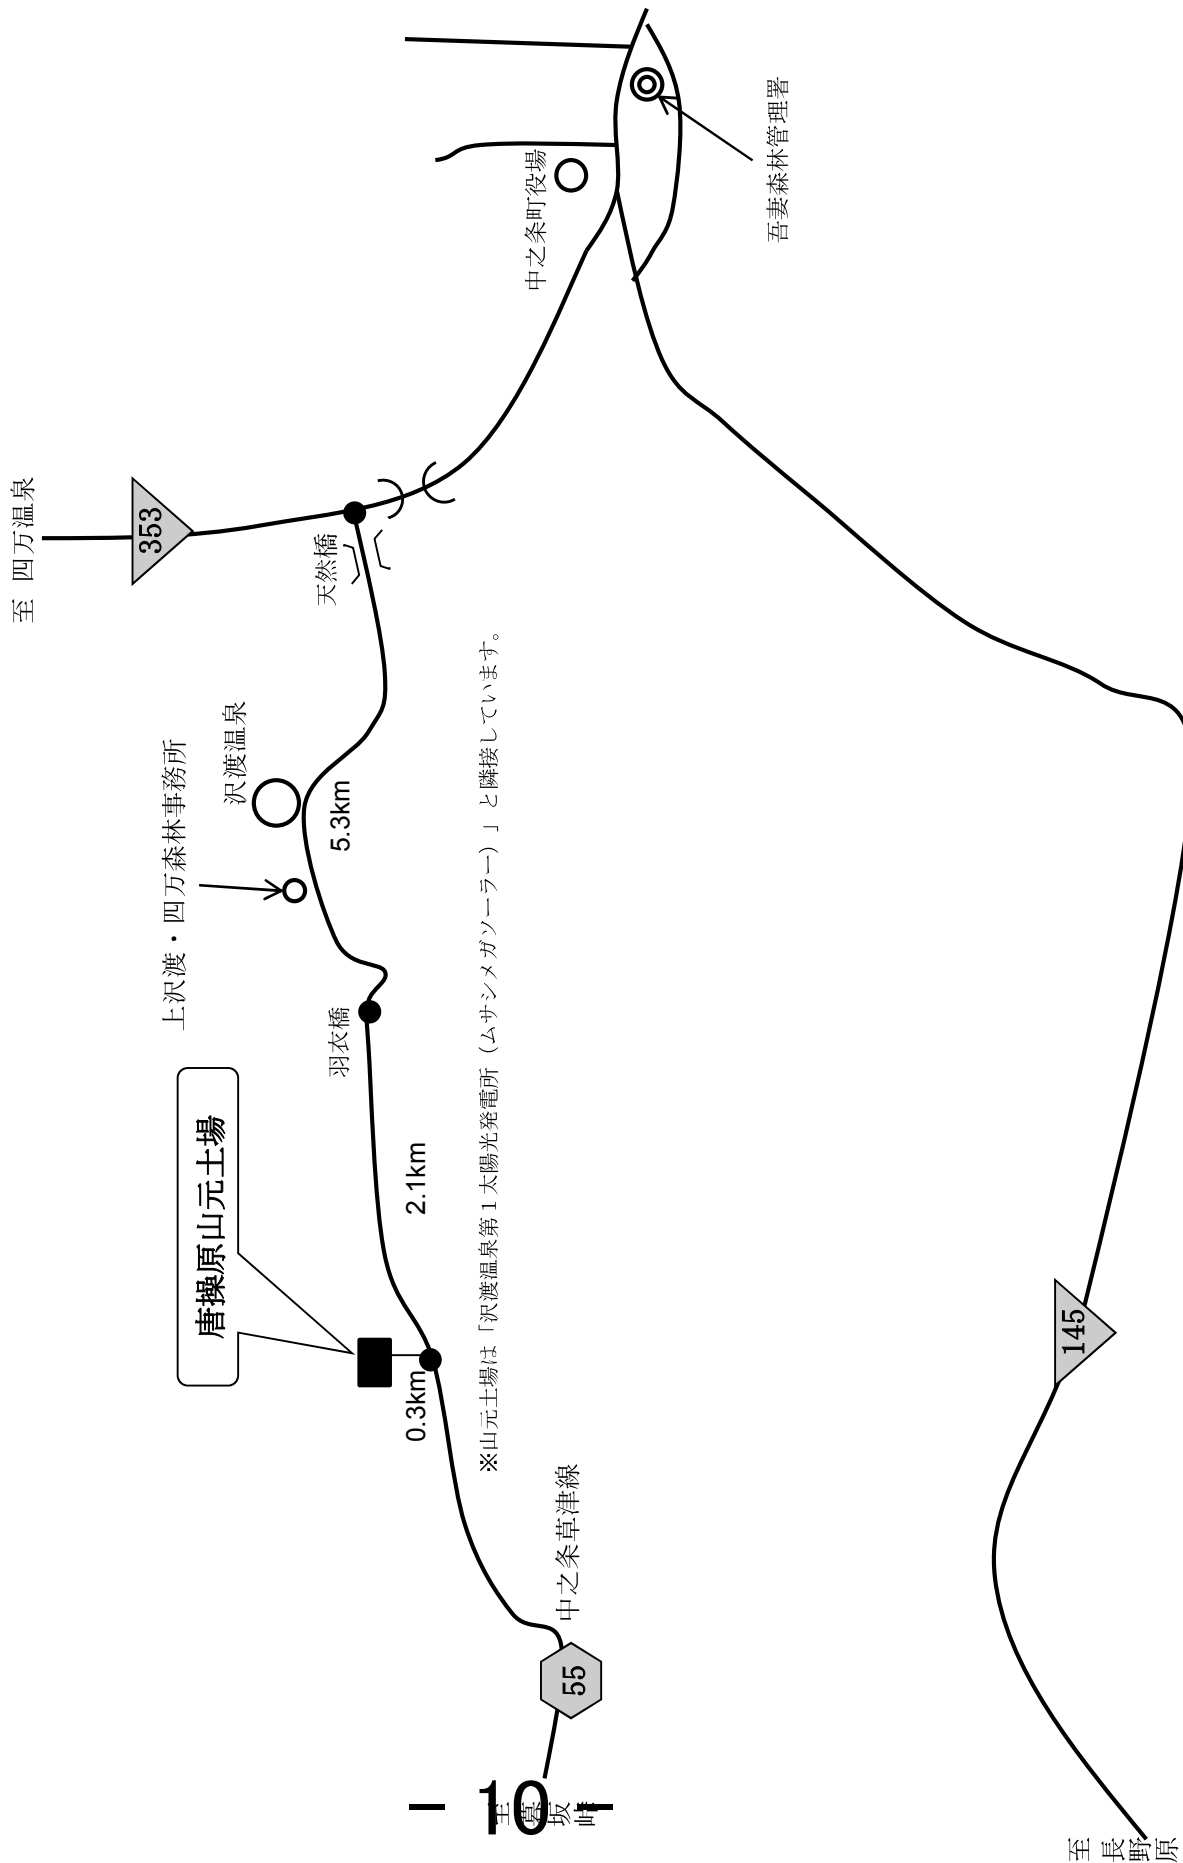 至 四万温泉
353
天然橋
中之条町役場
吾妻森林管理署
沢渡温泉
上沢渡・四万森林事務所
5.3km
羽衣橋
唐操原山元土場
2.1km
0.3km
※山元土場は「沢渡温泉第１太陽光発電所（ムサシメガソーラー）」と隣接しています。
中之条草津線
55
至暮坂峠
145
至長野原
- 10 -